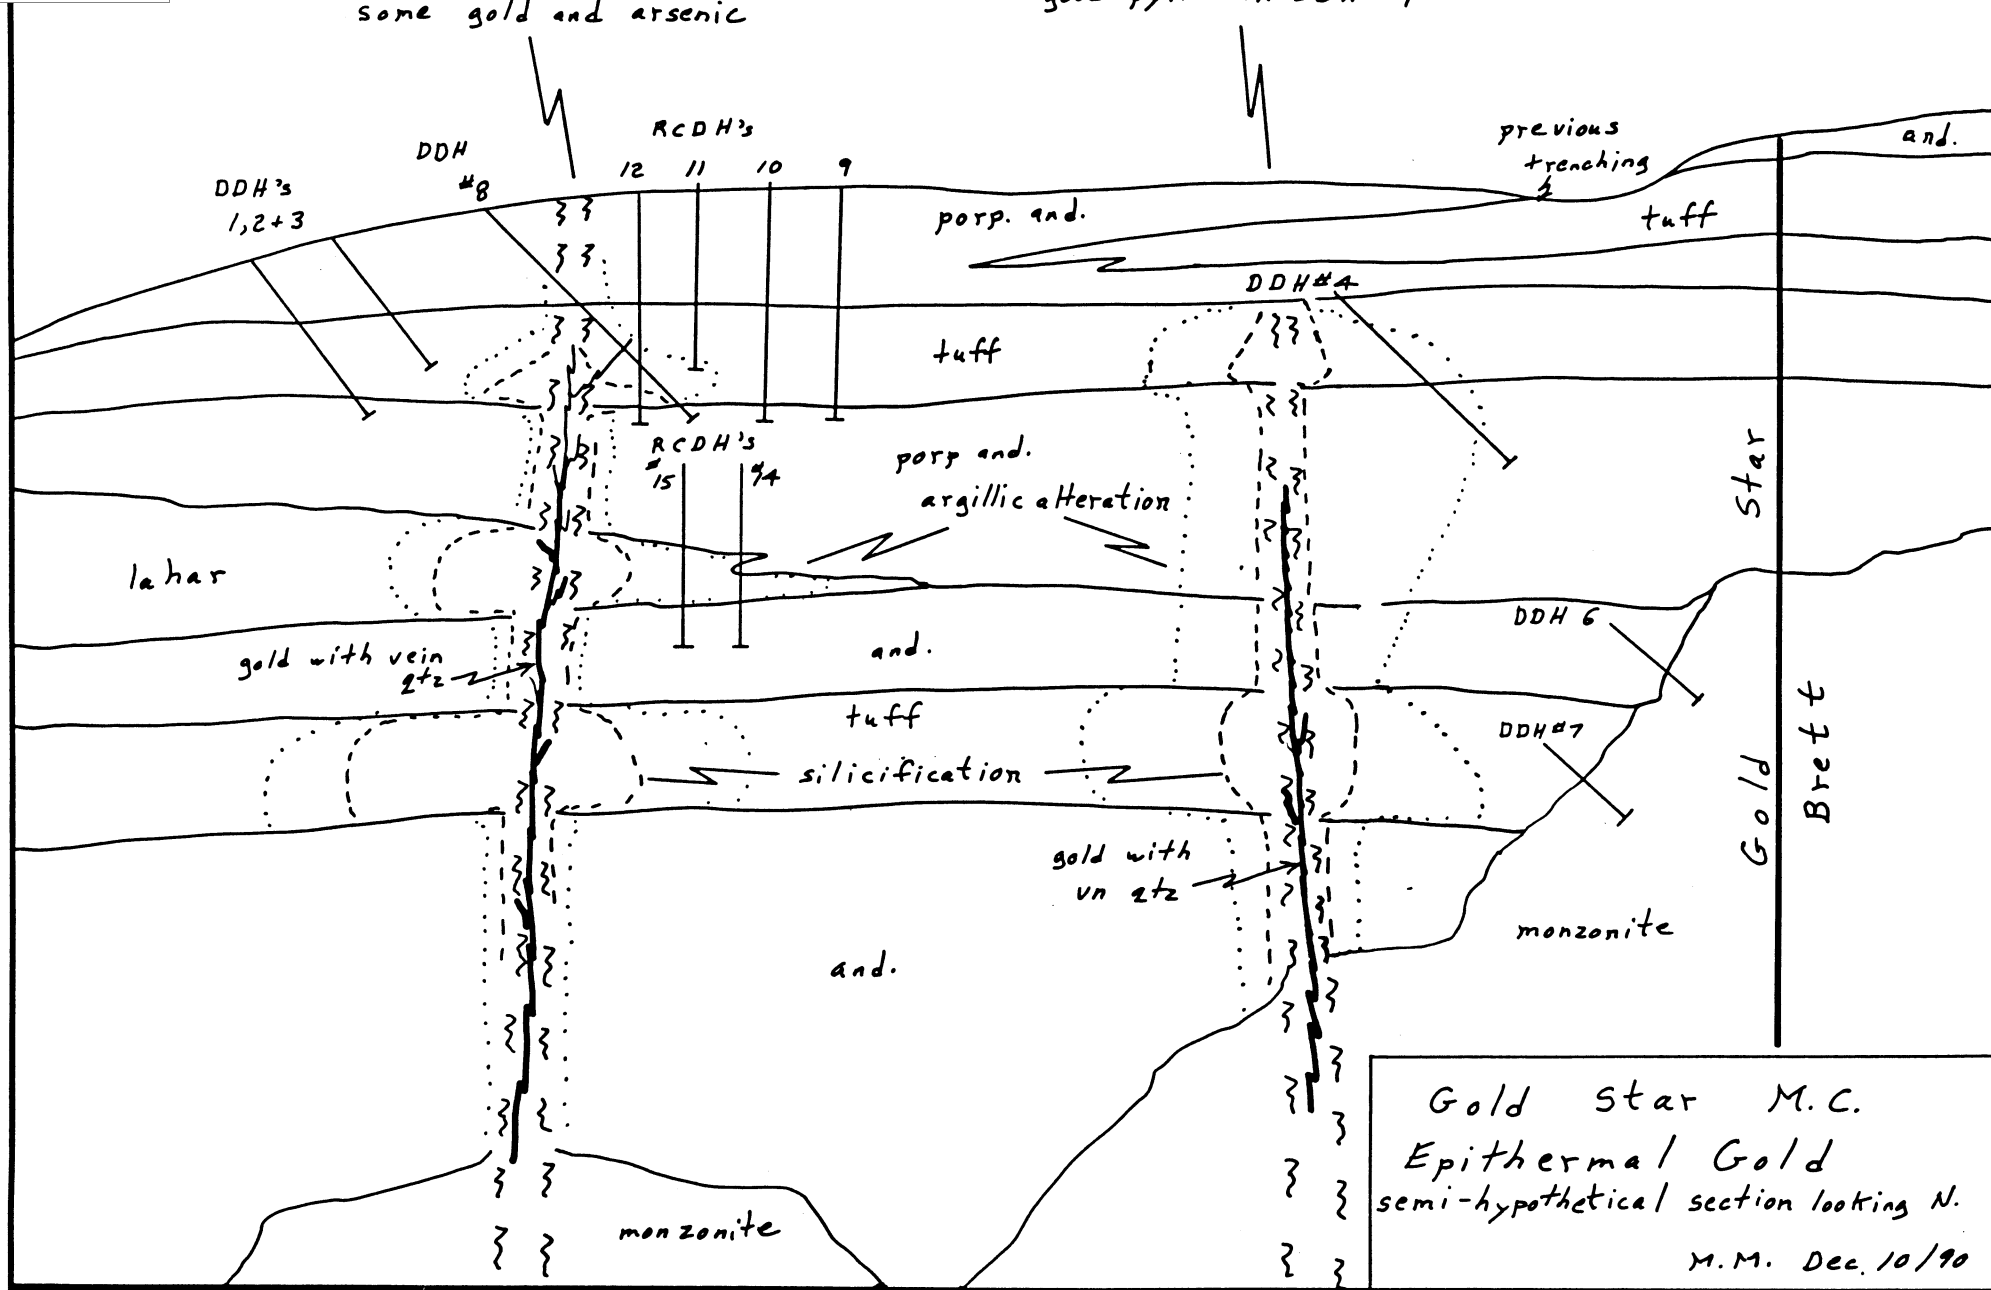 some gold and arsenic
RCDH's
12 11 10 9
DDH
#8
DDH's
1,2+3
previous
trenching
and.
porp. and.
tuff
DDH#4
tuff
RCDH's
#15 #14
porp and.
argillic alteration
Star
Gold
Brett
lahar
DDH 6
gold with vein
qtz
and.
tuff
DDH#7
silicification
gold with
vn qtz
monzonite
and.
monzonite
Gold Star M.C.
Epithermal Gold
semi-hypothetical section looking N.
M.M. Dec. 10/90